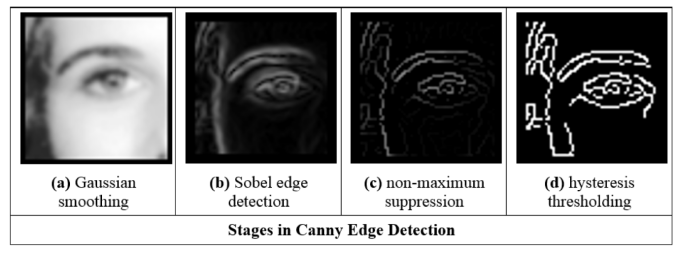 (a) Gaussian
smoothing
(b) Sobel edge
detection
(c) non-maximum
suppression
(d) hysteresis
thresholding
Stages in Canny Edge Detection